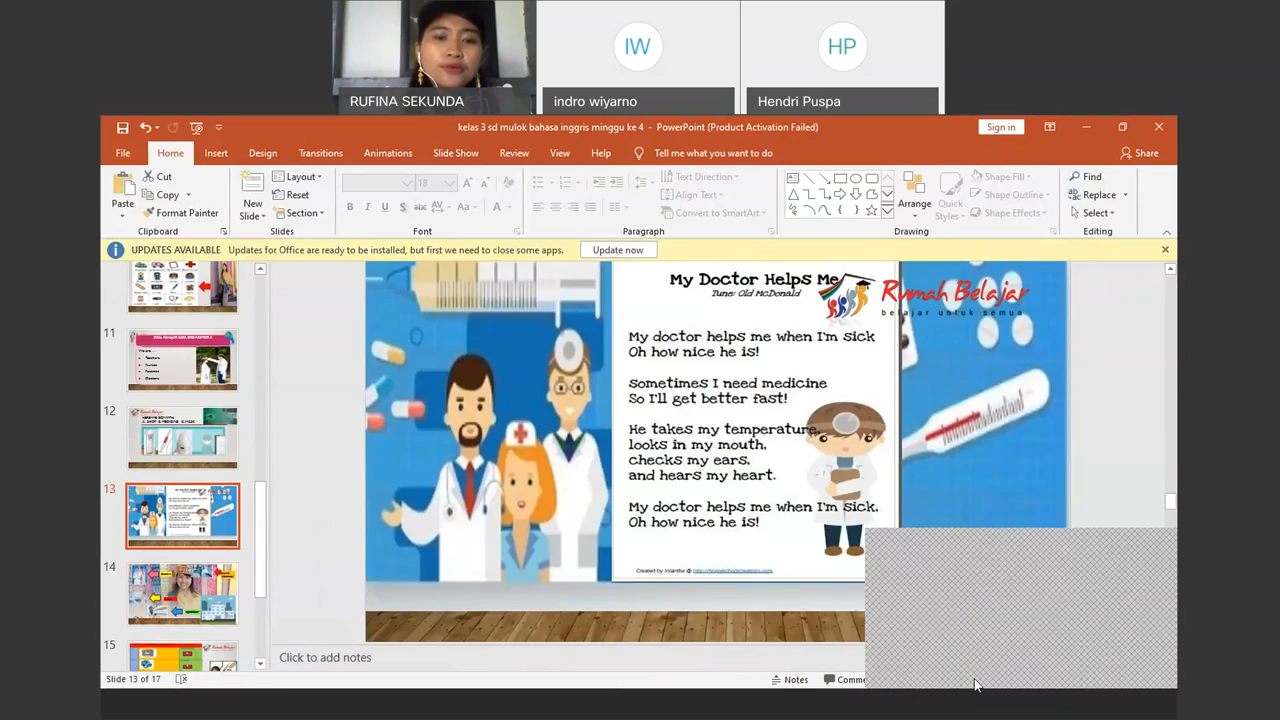 IW
HP
RUFINA SEKUNDA
indro wiyarno
Hendri Puspa
kelas 3 sd mulok bahasa inggris minggu ke 4 - PowerPoint (Product Activation Failed)
Sign in
File
Home
Insert
Design
Transitions
Animations
Slide Show
Review
View
Help
Tell me what you want to do
Share
Paste
Cut
Copy
Format Painter
Clipboard
New
Slide
Layout
Reset
Section
Slides
18
Font
Text Direction
Align Text
Convert to SmartArt
Paragraph
Arrange
Quick
Styles
Shape Fill
Shape Outline
Shape Effects
Drawing
Find
Replace
Select
Editing
UPDATES AVAILABLE Updates for Office are ready to be installed, but first we need to close some apps. Update now
11
12
13
14
15
My Doctor Helps Me
Tune: Old McDonald
Rumah Belajar
belajar untuk semua
My doctor helps me when I'm sick
Oh how nice he is!
Sometimes I need medicine
So I'll get better fast!
He takes my temperature,
looks in my mouth,
checks my ears,
and hears my heart.
My doctor helps me when I'm sick,
Oh how nice he is!
Created by Jolanthe @ http://homeschoolcreations.com
Click to add notes
Slide 13 of 17
Notes
Comme